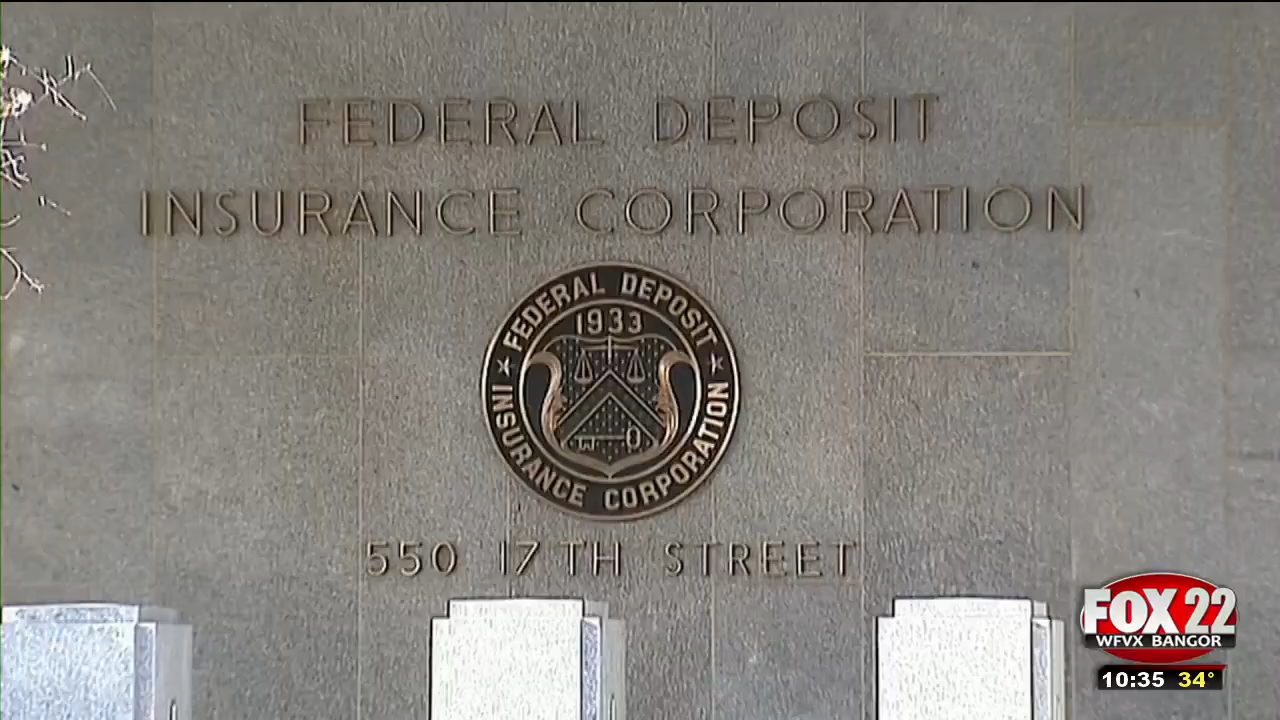 FEDERAL DEPOSIT
INSURANCE CORPORATION
FEDERAL DEPOSIT
1933
INSURANCE CORPORATION
550 17TH STREET
FOX 22
WFVX BANGOR
10:35 34°